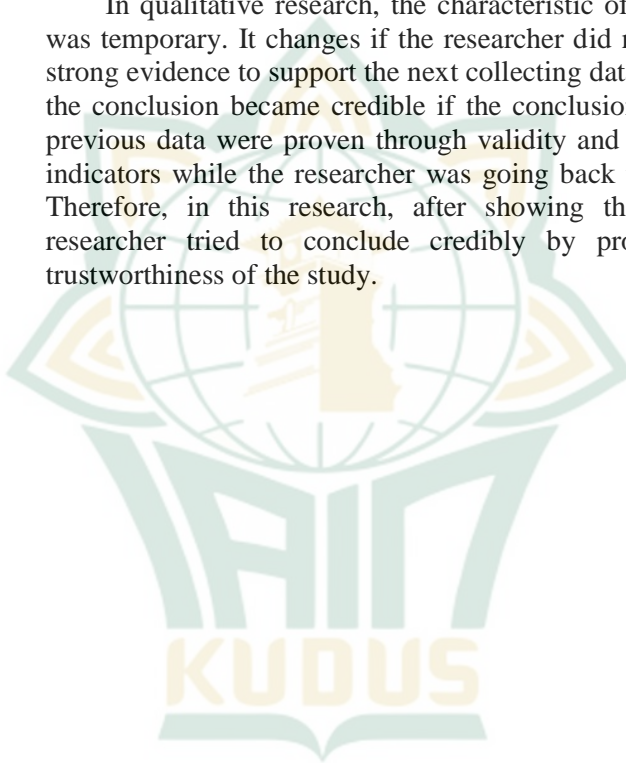 In qualitative research, the characteristic of
was temporary. It changes if the researcher did
strong evidence to support the next collecting dat
the conclusion became credible if the conclusion
previous data were proven through validity and
indicators while the researcher was going back
Therefore, in this research, after showing th
researcher tried to conclude credibly by pro
trustworthiness of the study.
IAIN
KUDUS